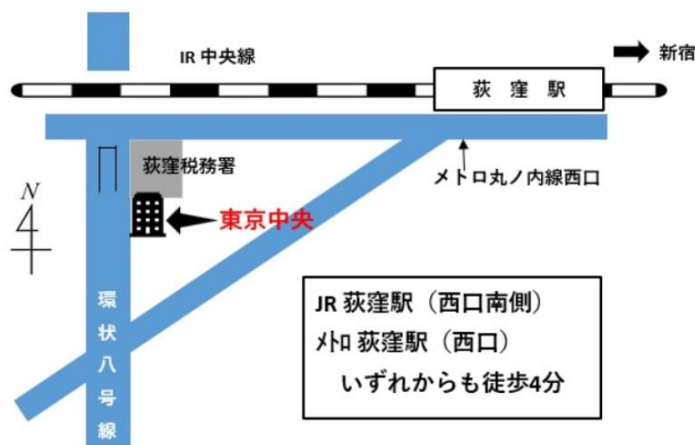 IR 中央線
新宿
荻窪駅
荻窪税務署
メトロ丸ノ内線西口
N
東京中央
環状八号線
JR 荻窪駅（西口南側）
ﾒﾄﾛ 荻窪駅（西口）
いずれからも徒歩4分